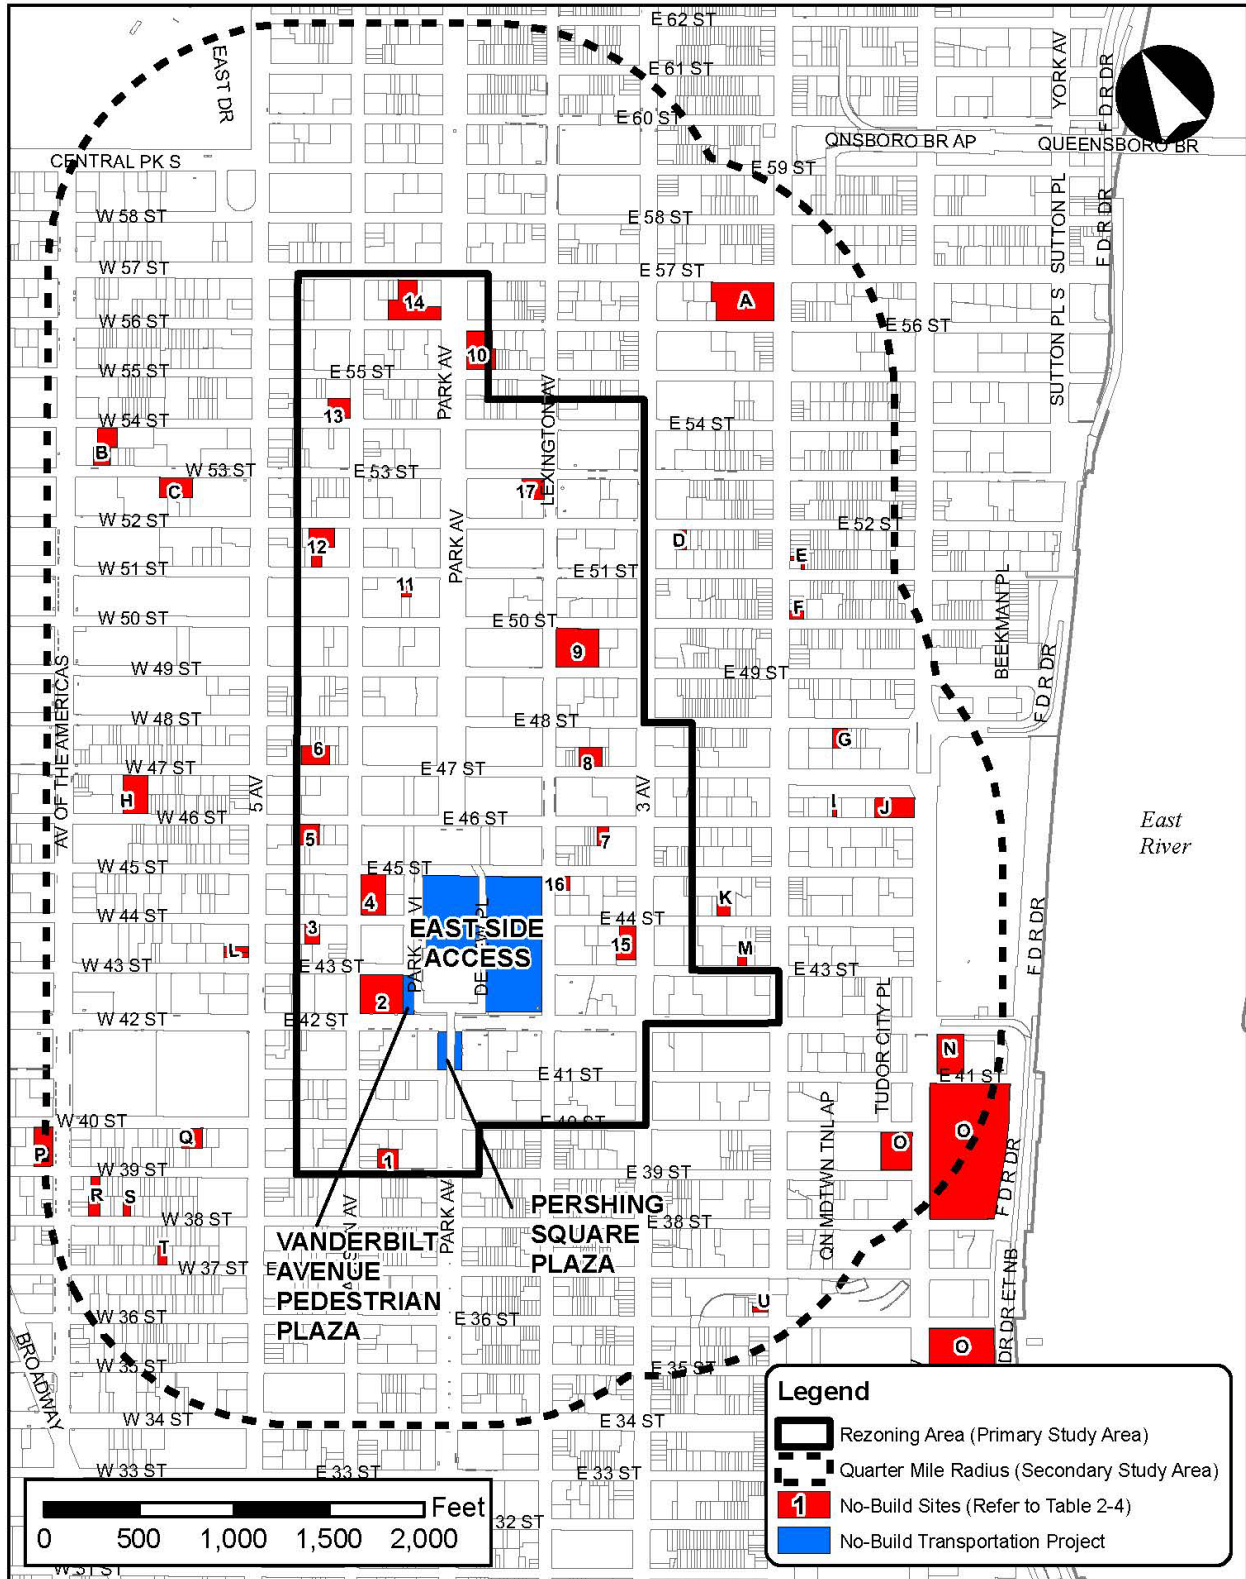 E 62 ST
EAST DR
E 61 ST
YORK AV
F D R DR
E 60 ST
QNSBORO BR AP
QUEENSBORO BR
CENTRAL PK S
E 59 ST
W 58 ST
E 58 ST
SUTTON PL
F D R DR
W 57 ST
E 57 ST
14
A
W 56 ST
E 56 ST
SUTTON PL S
10
W 55 ST
E 55 ST
PARK AV
LEXINGTON AV
13
W 54 ST
E 54 ST
B
W 53 ST
E 53 ST
C
17
W 52 ST
PARK AV
E 52 ST
12
D
E
W 51 ST
E 51 ST
11
BEEKMAN PL
F
W 50 ST
E 50 ST
9
W 49 ST
E 49 ST
F D R DR
AV OF THE AMERICAS
W 48 ST
E 48 ST
G
6
8
W 47 ST
E 47 ST
H
5 AV
3 AV
I
J
W 46 ST
E 46 ST
East
River
5
7
W 45 ST
E 45 ST
16
4
K
W 44 ST
E 44 ST
EAST SIDE
ACCESS
3
15
L
M
F D R DR
W 43 ST
E 43 ST
E 43 ST
2
W 42 ST
E 42 ST
TUDOR CITY PL
N
E 41 ST
E 41 ST
W 40 ST
E 40 ST
P
Q
O
O
1
W 39 ST
E 39 ST
QN MDTWN TNL AP
F D R DR
R
S
PARK AV
W 38 ST
E 38 ST
PERSHING
SQUARE
PLAZA
VANDERBILT
AVENUE
PEDESTRIAN
PLAZA
T
W 37 ST
U
W 36 ST
E 36 ST
BROADWAY
W 35 ST
E 35 ST
O
W 34 ST
E 34 ST
W 33 ST
E 33 ST
E 33 ST
32 ST
W 31 ST
Legend
Rezoning Area (Primary Study Area)
Quarter Mile Radius (Secondary Study Area)
1 No-Build Sites (Refer to Table 2-4)
No-Build Transportation Project
Feet
0 500 1,000 1,500 2,000